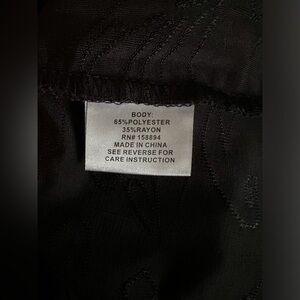 BODY:
65%POLYESTER
35%RAYON
RN# 158894
MADE IN CHINA
SEE REVERSE FOR
CARE INSTRUCTION